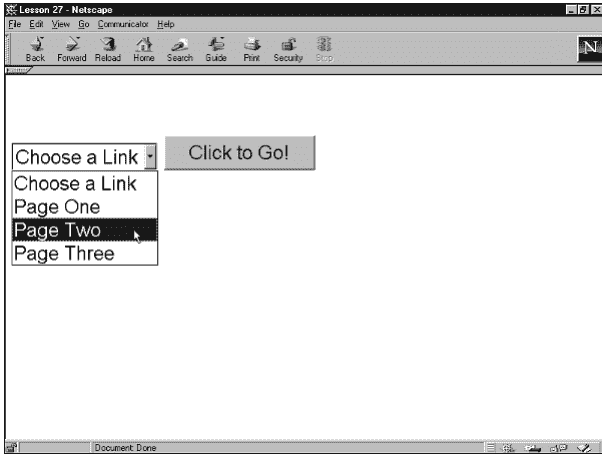 Lesson 27 - Netscape
File Edit View Go Communicator Help
Back Forward Reload Home Search Guide Print Security Stop
N
Choose a Link Click to Go!
Choose a Link
Page One
Page Two
Page Three
Document: Done